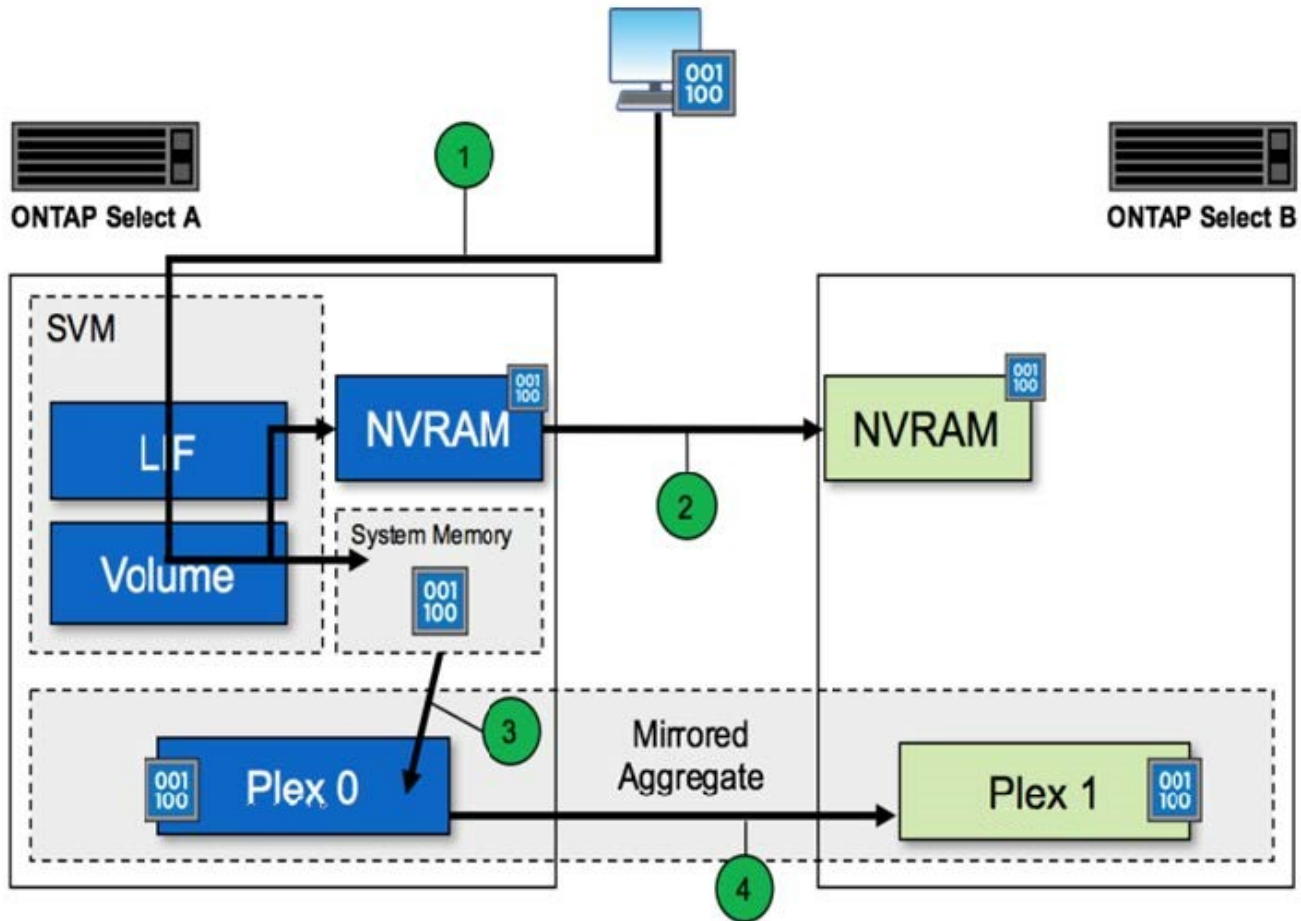 001
100
1
ONTAP Select A
ONTAP Select B
SVM
LIF
Volume
NVRAM
001
100
2
NVRAM
001
100
System Memory
001
100
3
Mirrored
Aggregate
001
100
Plex 0
Plex 1
001
100
4